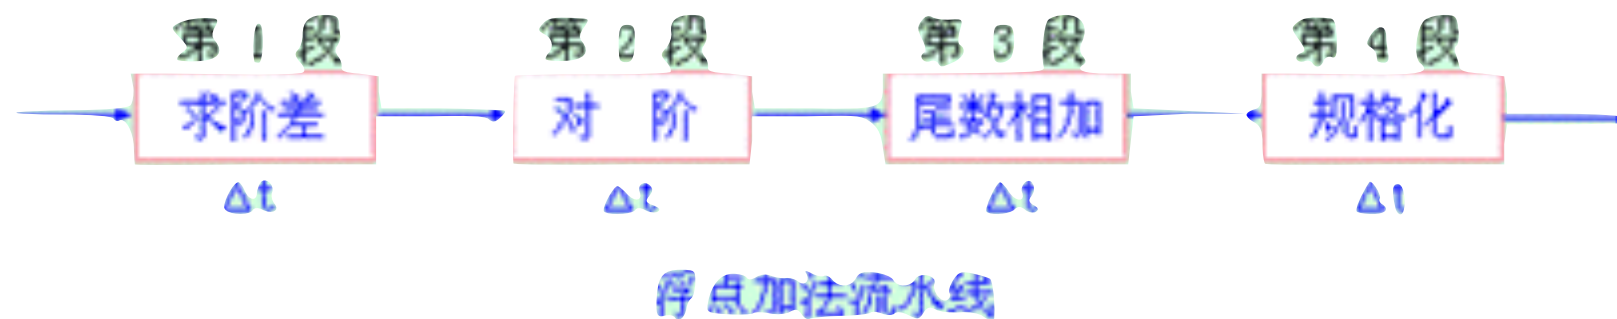 第 1 段 第 2 段 第 3 段 第 4 段
求阶差 对 阶 尾数相加 规格化
Δt Δt Δt Δt
浮点加法流水线